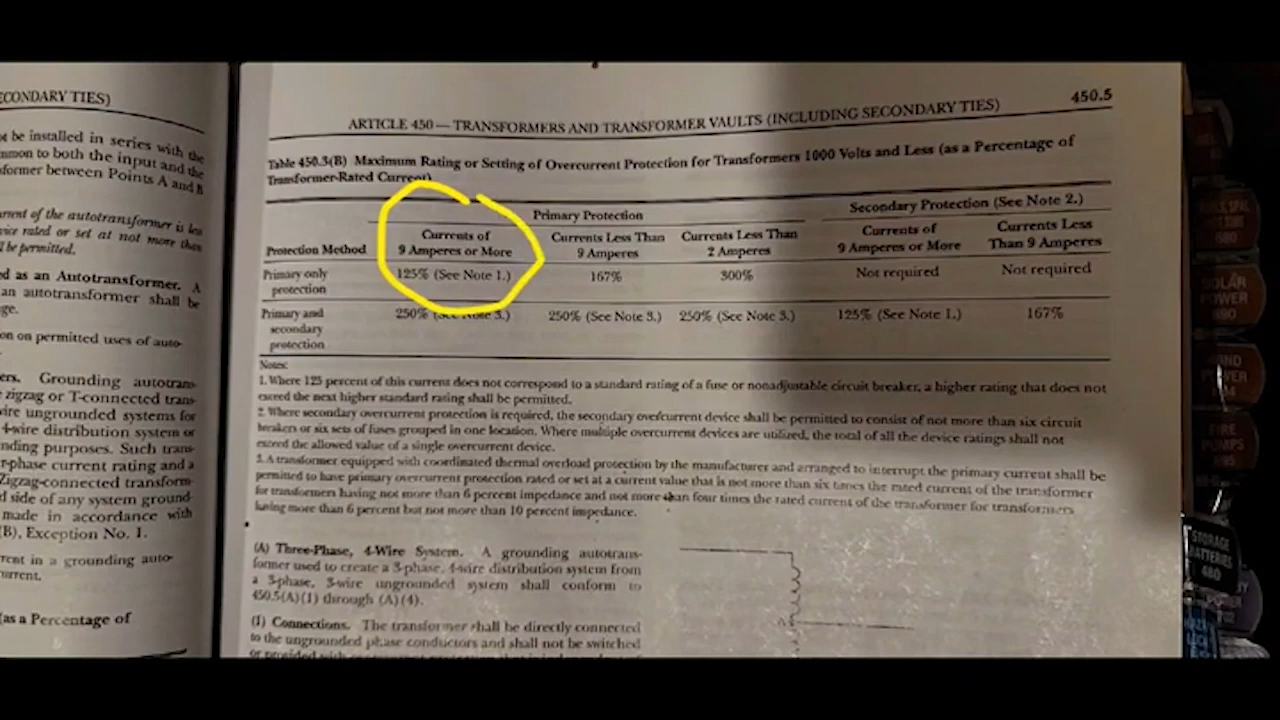 ECONDARY TIES)
ot be installed in series with the
mmon to both the input and the
sformer between Points A and B
urrent of the autotransformer is less
vice rated or set at not more than
l be permitted.
ed as an Autotransformer. A
an autotransformer shall be
ge.
on on permitted uses of auto-
ers. Grounding autotrans-
zigzag or T-connected trans-
wire ungrounded systems for
4-wire distribution system or
nding purposes. Such trans-
r-phase current rating and a
Zigzag-connected transform-
d side of any system ground-
made in accordance with
(B), Exception No. 1.
rent in a grounding auto-
urrent.
(as a Percentage of
450.5
ARTICLE 450 — TRANSFORMERS AND TRANSFORMER VAULTS (INCLUDING SECONDARY TIES)
Table 450.3(B) Maximum Rating or Setting of Overcurrent Protection for Transformers 1000 Volts and Less (as a Percentage of
Transformer-Rated Current)
Primary Protection Secondary Protection (See Note 2.)
Protection Method Currents of 9 Amperes or More Currents Less Than 9 Amperes Currents Less Than 2 Amperes Currents of 9 Amperes or More Currents Less Than 9 Amperes
Primary only protection 125% (See Note 1.) 167% 300% Not required Not required
Primary and secondary protection 250% (See Note 3.) 250% (See Note 3.) 250% (See Note 3.) 125% (See Note 1.) 167%
Notes:
1. Where 125 percent of this current does not correspond to a standard rating of a fuse or nonadjustable circuit breaker, a higher rating that does not
exceed the next higher standard rating shall be permitted.
2. Where secondary overcurrent protection is required, the secondary overcurrent device shall be permitted to consist of not more than six circuit
breakers or six sets of fuses grouped in one location. Where multiple overcurrent devices are utilized, the total of all the device ratings shall not
exceed the allowed value of a single overcurrent device.
3. A transformer equipped with coordinated thermal overload protection by the manufacturer and arranged to interrupt the primary current shall be
permitted to have primary overcurrent protection rated or set at a current value that is not more than six times the rated current of the transformer
for transformers having not more than 6 percent impedance and not more than four times the rated current of the transformer for transformers
having more than 6 percent but not more than 10 percent impedance.
(A) Three-Phase, 4-Wire System. A grounding autotrans-
former used to create a 3-phase, 4-wire distribution system from
a 3-phase, 3-wire ungrounded system shall conform to
450.5(A)(1) through (A)(4).
(1) Connections. The transformer shall be directly connected
to the ungrounded phase conductors and shall not be switched
SOLAR
POWER
690
FIRE
PUMPS
STORAGE
BATTERIES
480